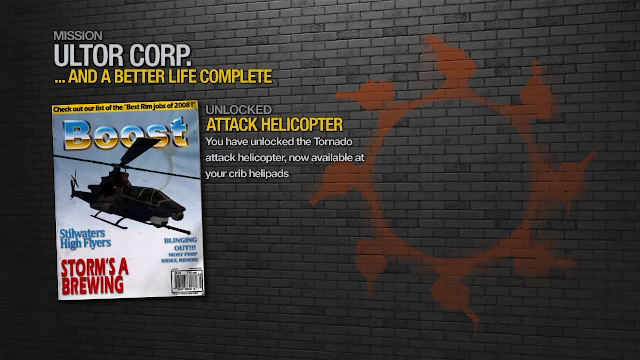 MISSION
ULTOR CORP.
... AND A BETTER LIFE COMPLETE
Check out our list of the "Best Rim jobs of 2008!"
Boost
UNLOCKED
ATTACK HELICOPTER
You have unlocked the Tornado
attack helicopter, now available at
your crib helipads
Stilwaters
High Flyers
BLINGING
OUT!!!
MOST PIMP
RIDEZ, RIDERS
STORM'S A
BREWING